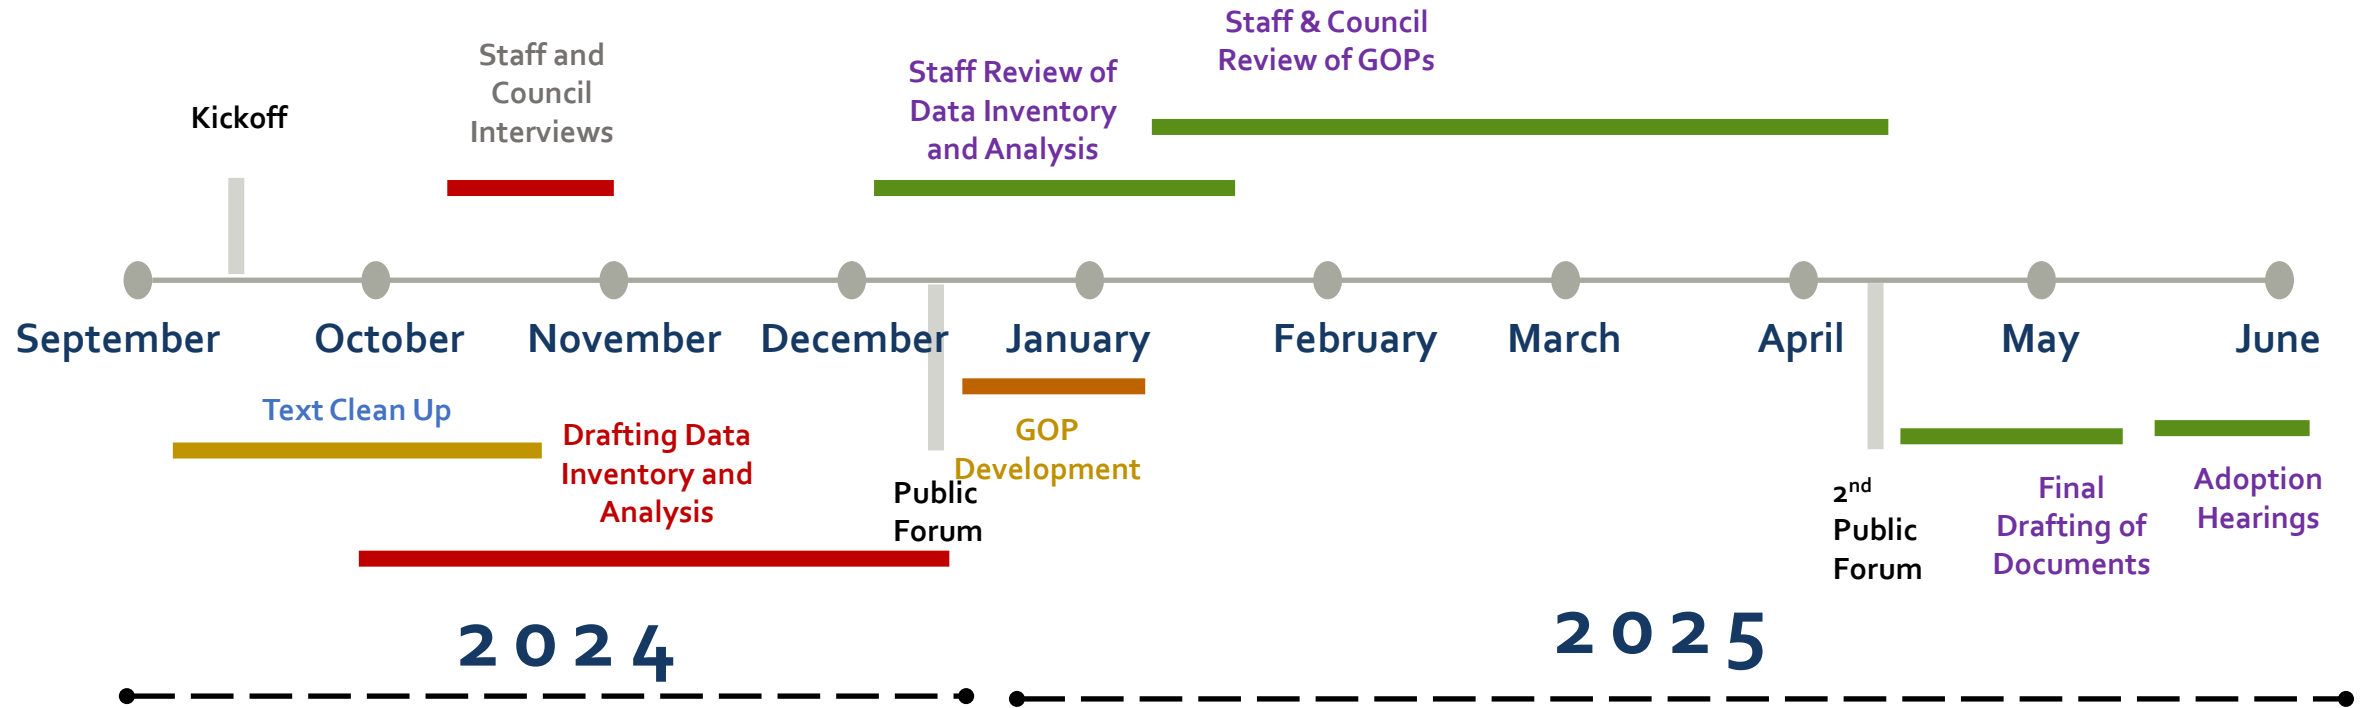 Staff & Council
Review of GOPs
Staff and
Council
Interviews
Staff Review of
Data Inventory
and Analysis
Kickoff
September
October
November
December
January
February
March
April
May
June
Text Clean Up
Drafting Data
Inventory and
Analysis
GOP
Development
Public
Forum
2nd
Public
Forum
Final
Drafting of
Documents
Adoption
Hearings
2024
2025